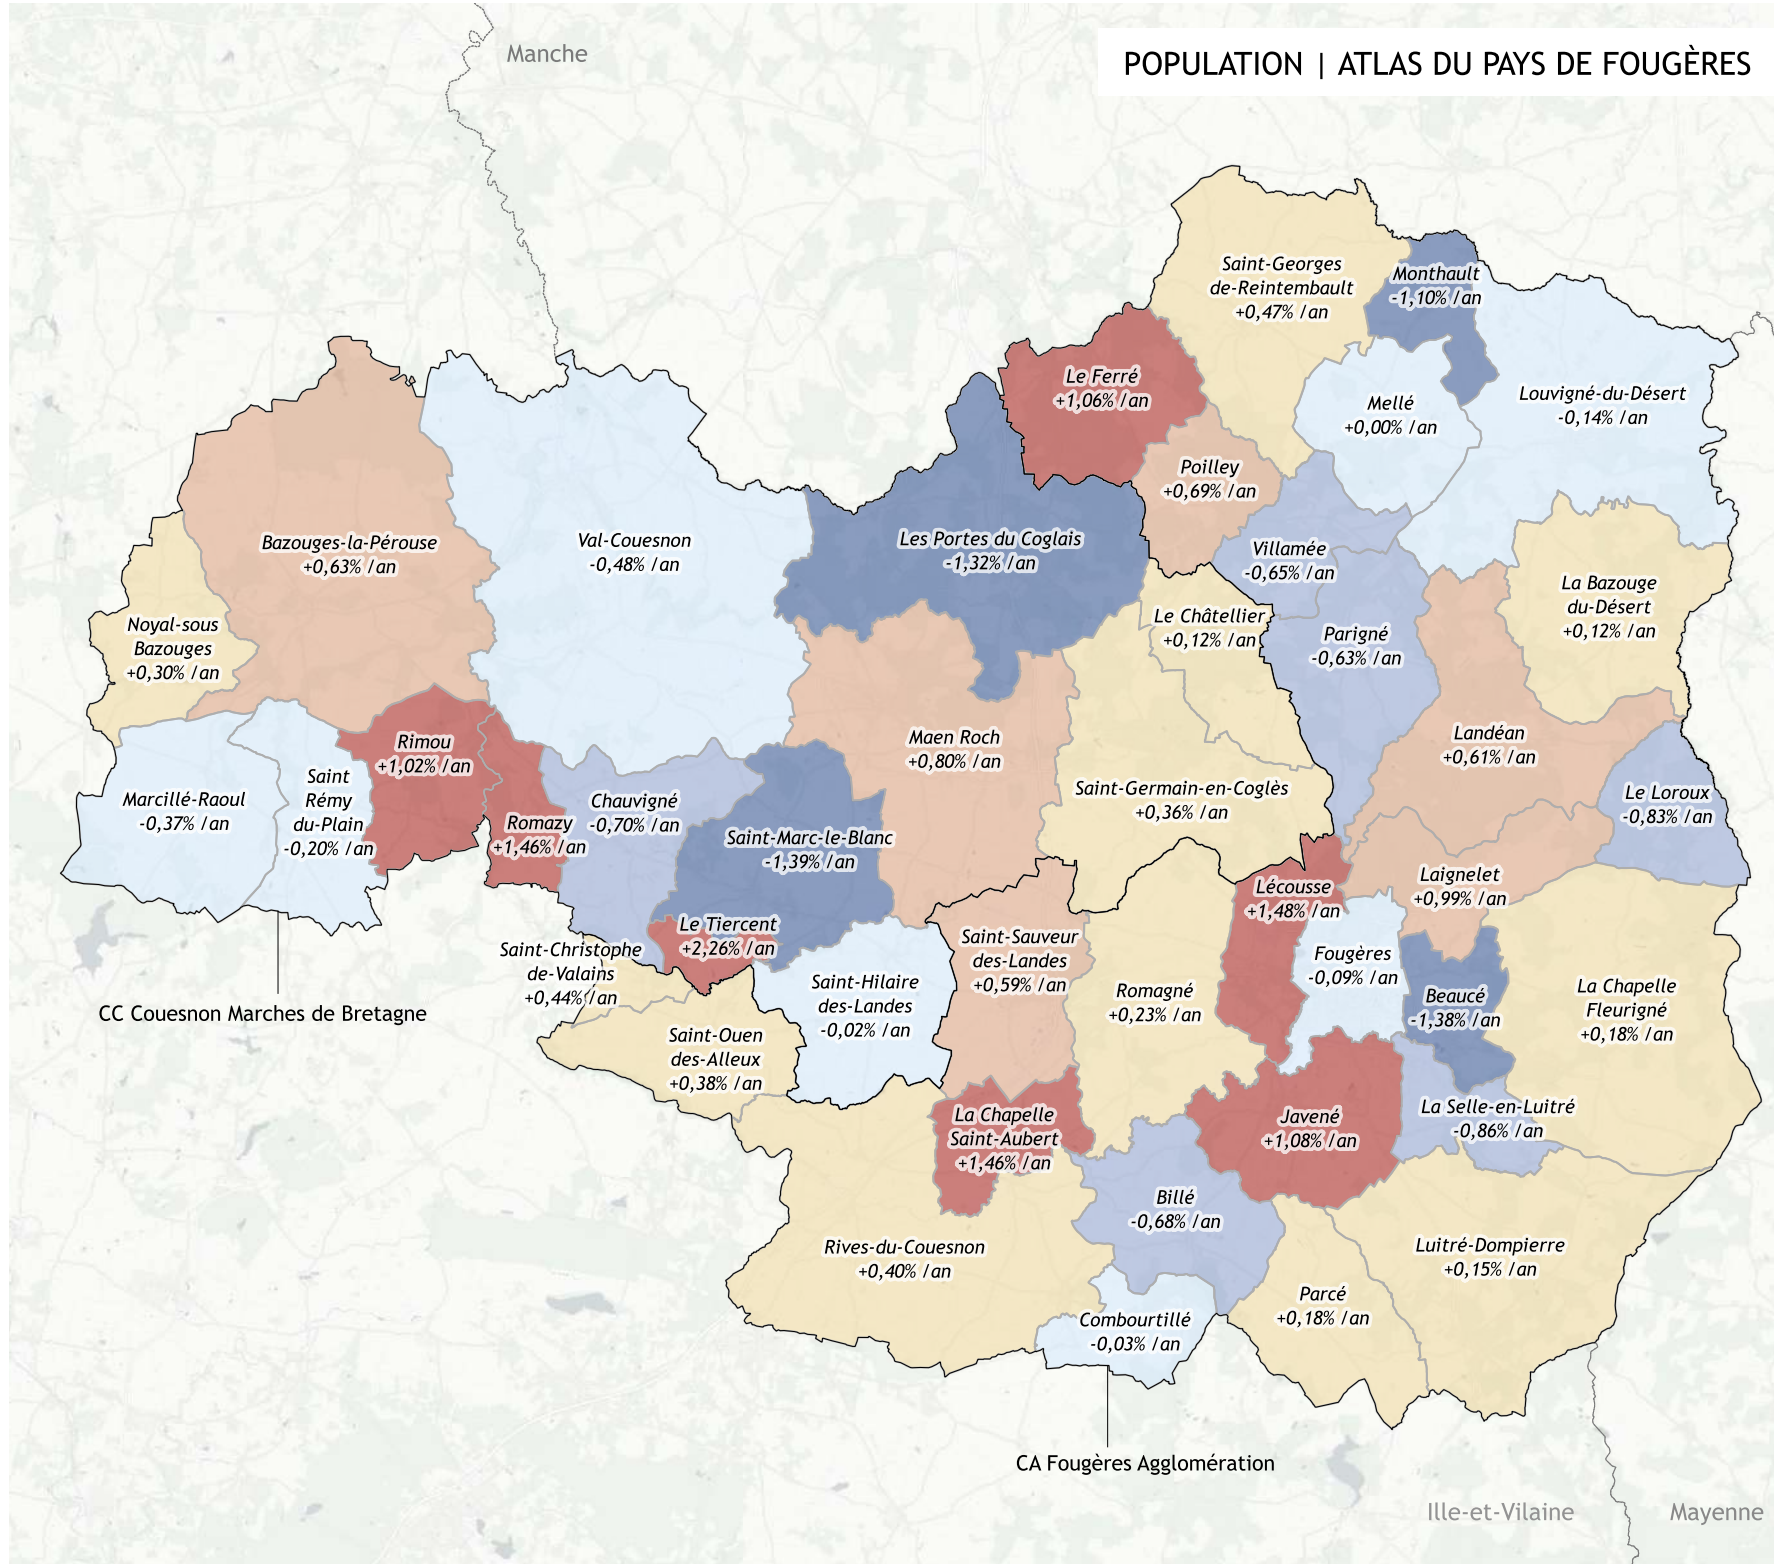 Manche
POPULATION | ATLAS DU PAYS DE FOUGÈRES
Saint-Georges
de-Reintembault
+0,47% /an
Monthault
-1,10% /an
Le Ferré
+1,06% /an
Mellé
+0,00% /an
Louvigné-du-Désert
-0,14% /an
Poilley
+0,69% /an
Bazouges-la-Pérouse
+0,63% /an
Val-Couesnon
-0,48% /an
Les Portes du Coglais
-1,32% /an
Villamée
-0,65% /an
La Bazouge
du-Désert
+0,12% /an
Noyal-sous
Bazouges
+0,30% /an
Le Châtellier
+0,12% /an
Parigné
-0,63% /an
Rimou
+1,02% /an
Maen Roch
+0,80% /an
Landéan
+0,61% /an
Marcillé-Raoul
-0,37% /an
Saint
Rémy
du-Plain
-0,20% /an
Romazy
+1,46% /an
Chauvigné
-0,70% /an
Saint-Marc-le-Blanc
-1,39% /an
Saint-Germain-en-Coglès
+0,36% /an
Le Loroux
-0,83% /an
Lécousse
+1,48% /an
Laignelet
+0,99% /an
Le Tiercent
+2,26% /an
Saint-Christophe
de-Valains
+0,44% /an
Saint-Hilaire
des-Landes
-0,02% /an
Saint-Sauveur
des-Landes
+0,59% /an
Romagné
+0,23% /an
Fougères
-0,09% /an
Beaucé
-1,38% /an
La Chapelle
Fleurigné
+0,18% /an
CC Couesnon Marches de Bretagne
Saint-Ouen
des-Alleux
+0,38% /an
La Chapelle
Saint-Aubert
+1,46% /an
Javené
+1,08% /an
La Selle-en-Luitré
-0,86% /an
Billé
-0,68% /an
Rives-du-Couesnon
+0,40% /an
Luitré-Dompierre
+0,15% /an
Parcé
+0,18% /an
Combourtillé
-0,03% /an
CA Fougères Agglomération
Ille-et-Vilaine
Mayenne